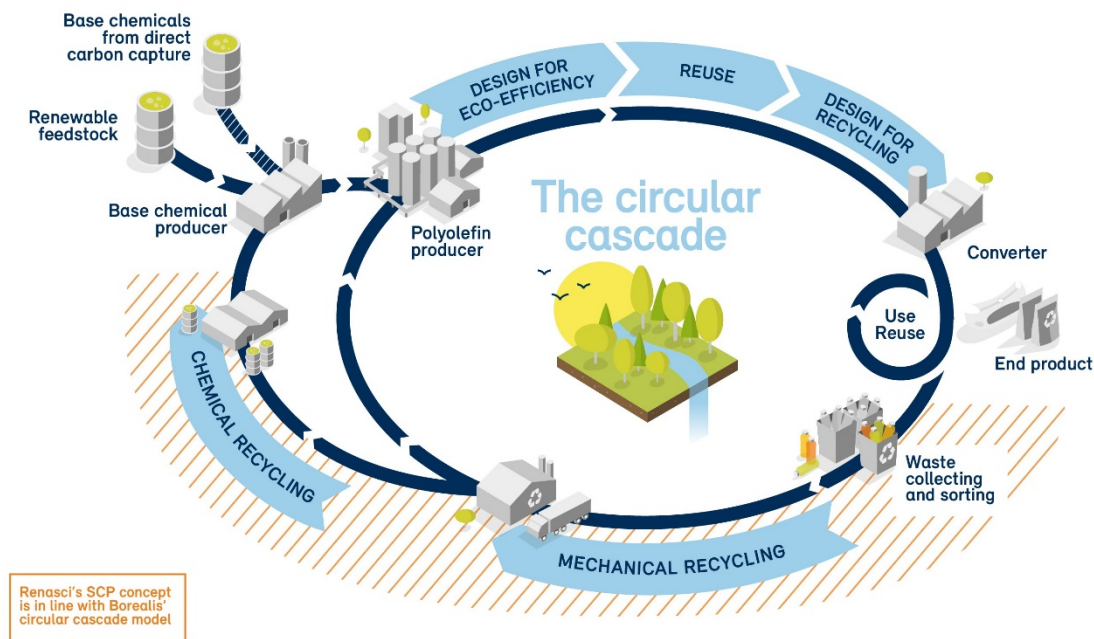 Base chemicals
from direct
carbon capture
Renewable
feedstock
Base chemical
producer
Polyolefin
producer
DESIGN FOR
ECO-EFFICIENCY
REUSE
DESIGN FOR
RECYCLING
The circular
cascade
Converter
Use
Reuse
End product
Waste
collecting
and sorting
MECHANICAL RECYCLING
CHEMICAL RECYCLING
Renasci's SCP concept
is in line with Borealis'
circular cascade model